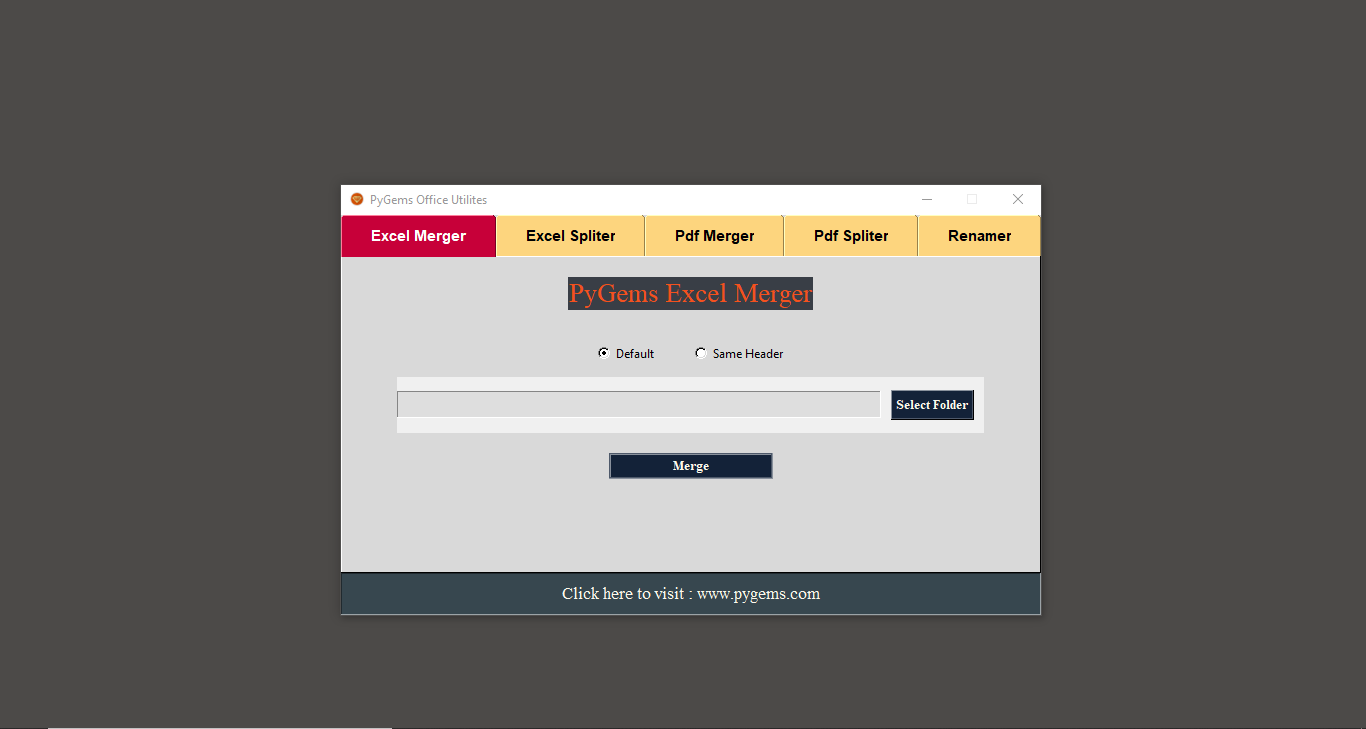 PyGems Office Utilites
Excel Merger Excel Spliter Pdf Merger Pdf Spliter Renamer
PyGems Excel Merger
Default Same Header
Select Folder
Merge
Click here to visit : www.pygems.com